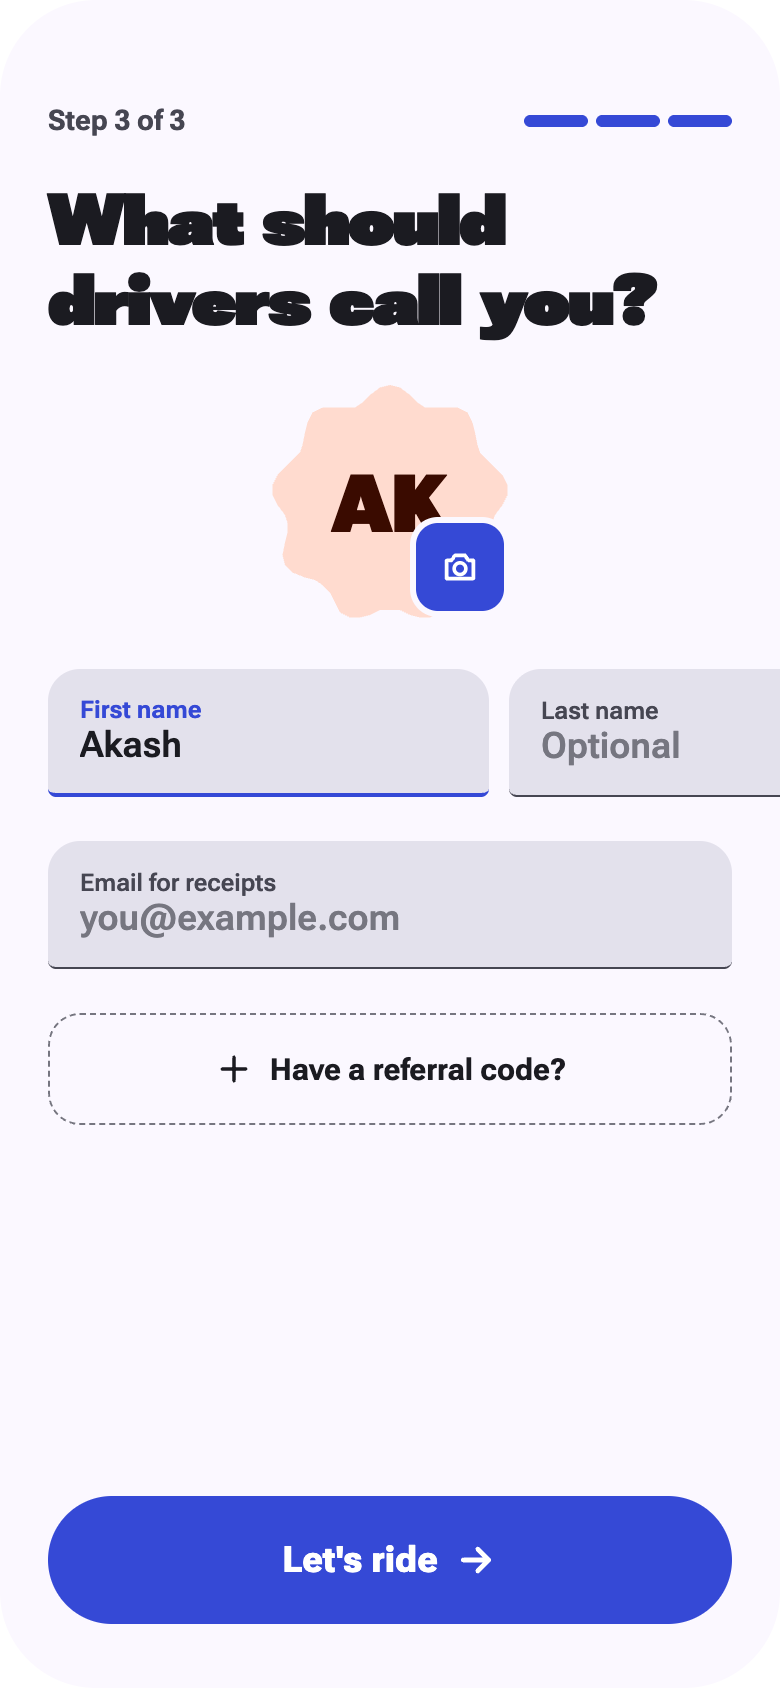 Step 3 of 3
What should
drivers call you?
AK
First name
Akash
Last name
Optional
Email for receipts
you@example.com
Have a referral code?
Let's ride